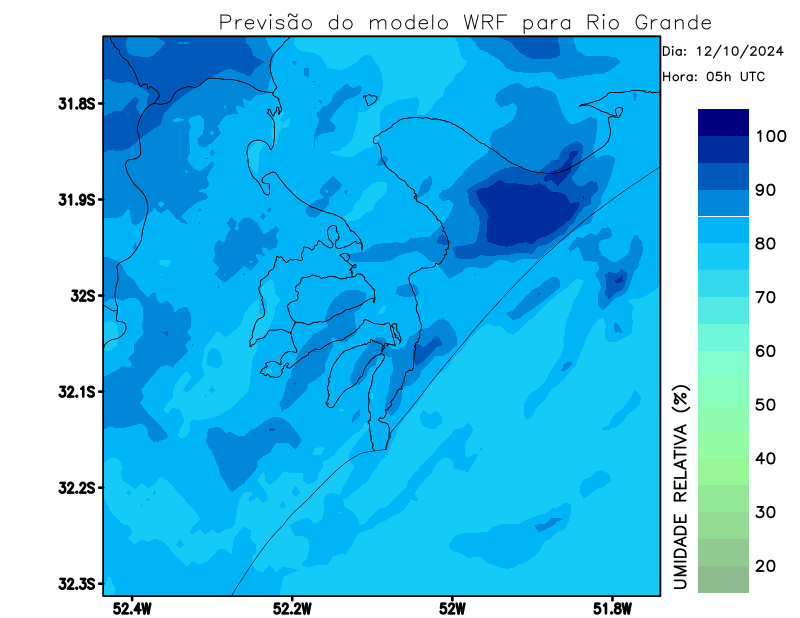 Previsão do modelo WRF para Rio Grande
Dia: 12/10/2024
Hora: 05h UTC
31.8S
31.9S
32S
32.1S
32.2S
32.3S
52.4W
52.2W
52W
51.8W
100
90
80
70
60
50
40
30
20
UMIDADE RELATIVA (%)